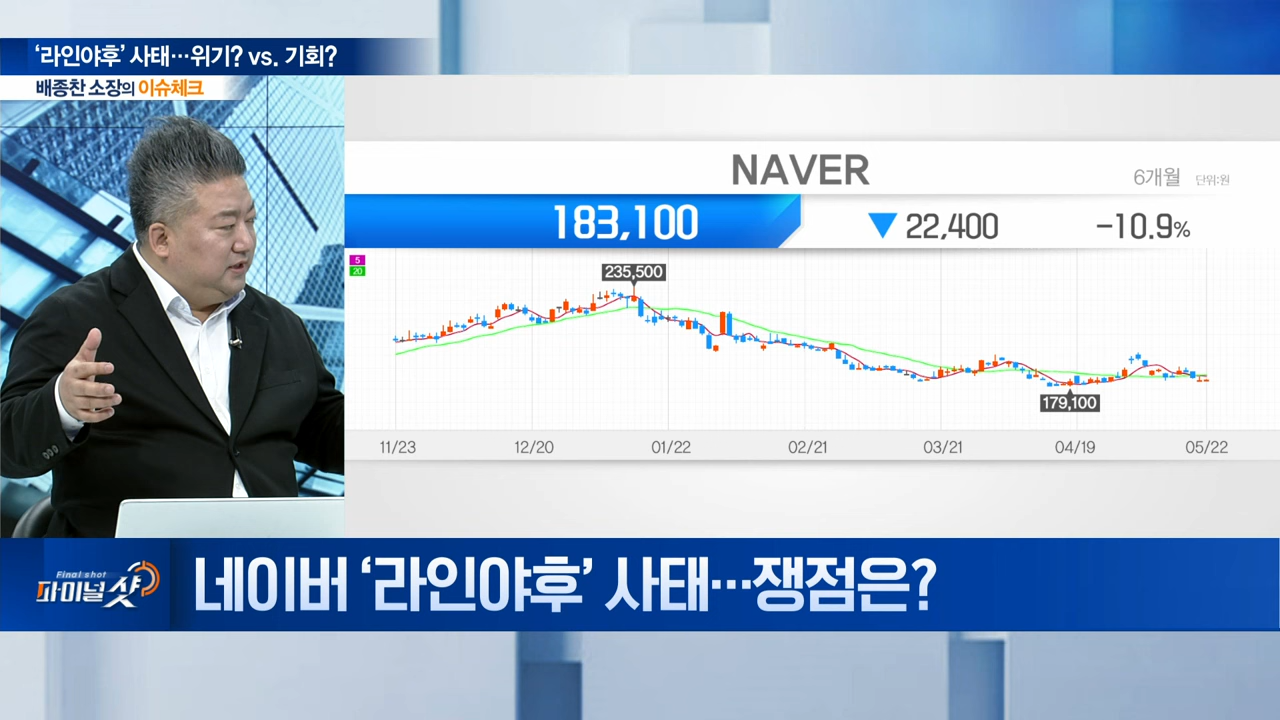 ‘라인야후’ 사태…위기? vs. 기회?
배종찬 소장의 이슈체크
NAVER
6개월 단위:원
183,100 ▼ 22,400 -10.9%
5
20
235,500
179,100
11/23 12/20 01/22 02/21 03/21 04/19 05/22
Final shot
파이널샷
네이버 ‘라인야후’ 사태…쟁점은?